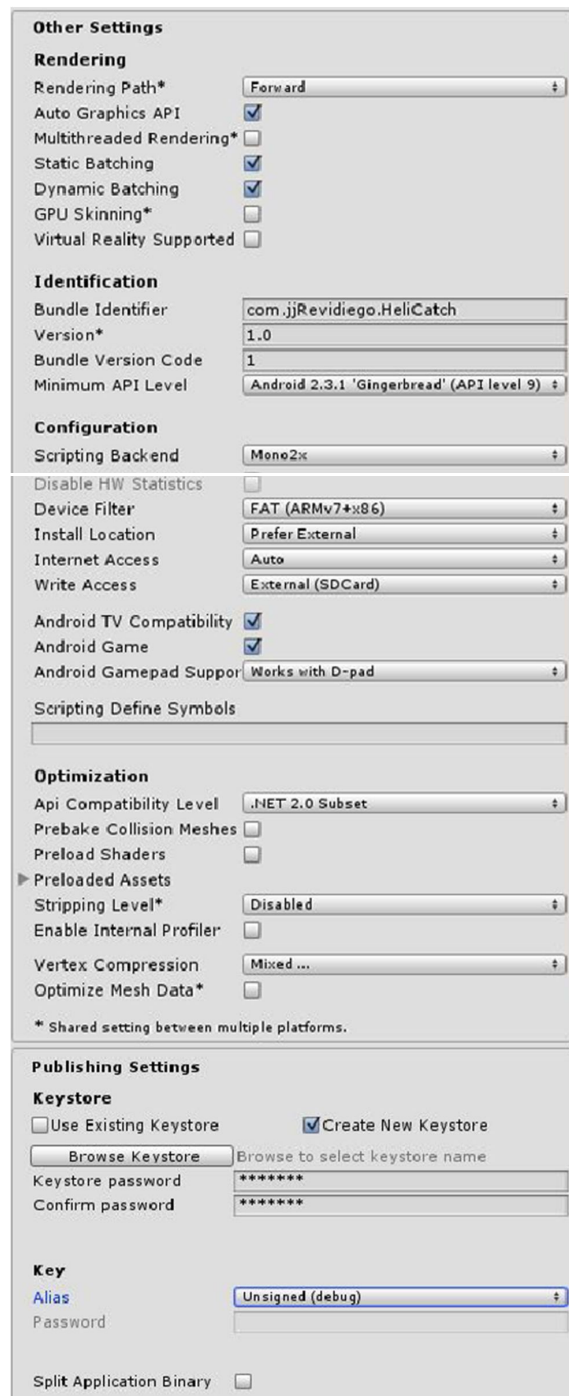 Other Settings
Rendering
Rendering Path* Forward
Auto Graphics API
Multithreaded Rendering*
Static Batching
Dynamic Batching
GPU Skinning*
Virtual Reality Supported
Identification
Bundle Identifier com.jjRevidiego.HeliCatch
Version* 1.0
Bundle Version Code 1
Minimum API Level Android 2.3.1 'Gingerbread' (API level 9)
Configuration
Scripting Backend Mono2x
Disable HW Statistics
Device Filter FAT (ARMv7+x86)
Install Location Prefer External
Internet Access Auto
Write Access External (SDCard)
Android TV Compatibility
Android Game
Android Gamepad Suppor Works with D-pad
Scripting Define Symbols
Optimization
Api Compatibility Level .NET 2.0 Subset
Prebake Collision Meshes
Preload Shaders
Preloaded Assets
Stripping Level* Disabled
Enable Internal Profiler
Vertex Compression Mixed ...
Optimize Mesh Data*
* Shared setting between multiple platforms.
Publishing Settings
Keystore
Use Existing Keystore Create New Keystore
Browse Keystore Browse to select keystore name
Keystore password *******
Confirm password *******
Key
Alias Unsigned (debug)
Password
Split Application Binary